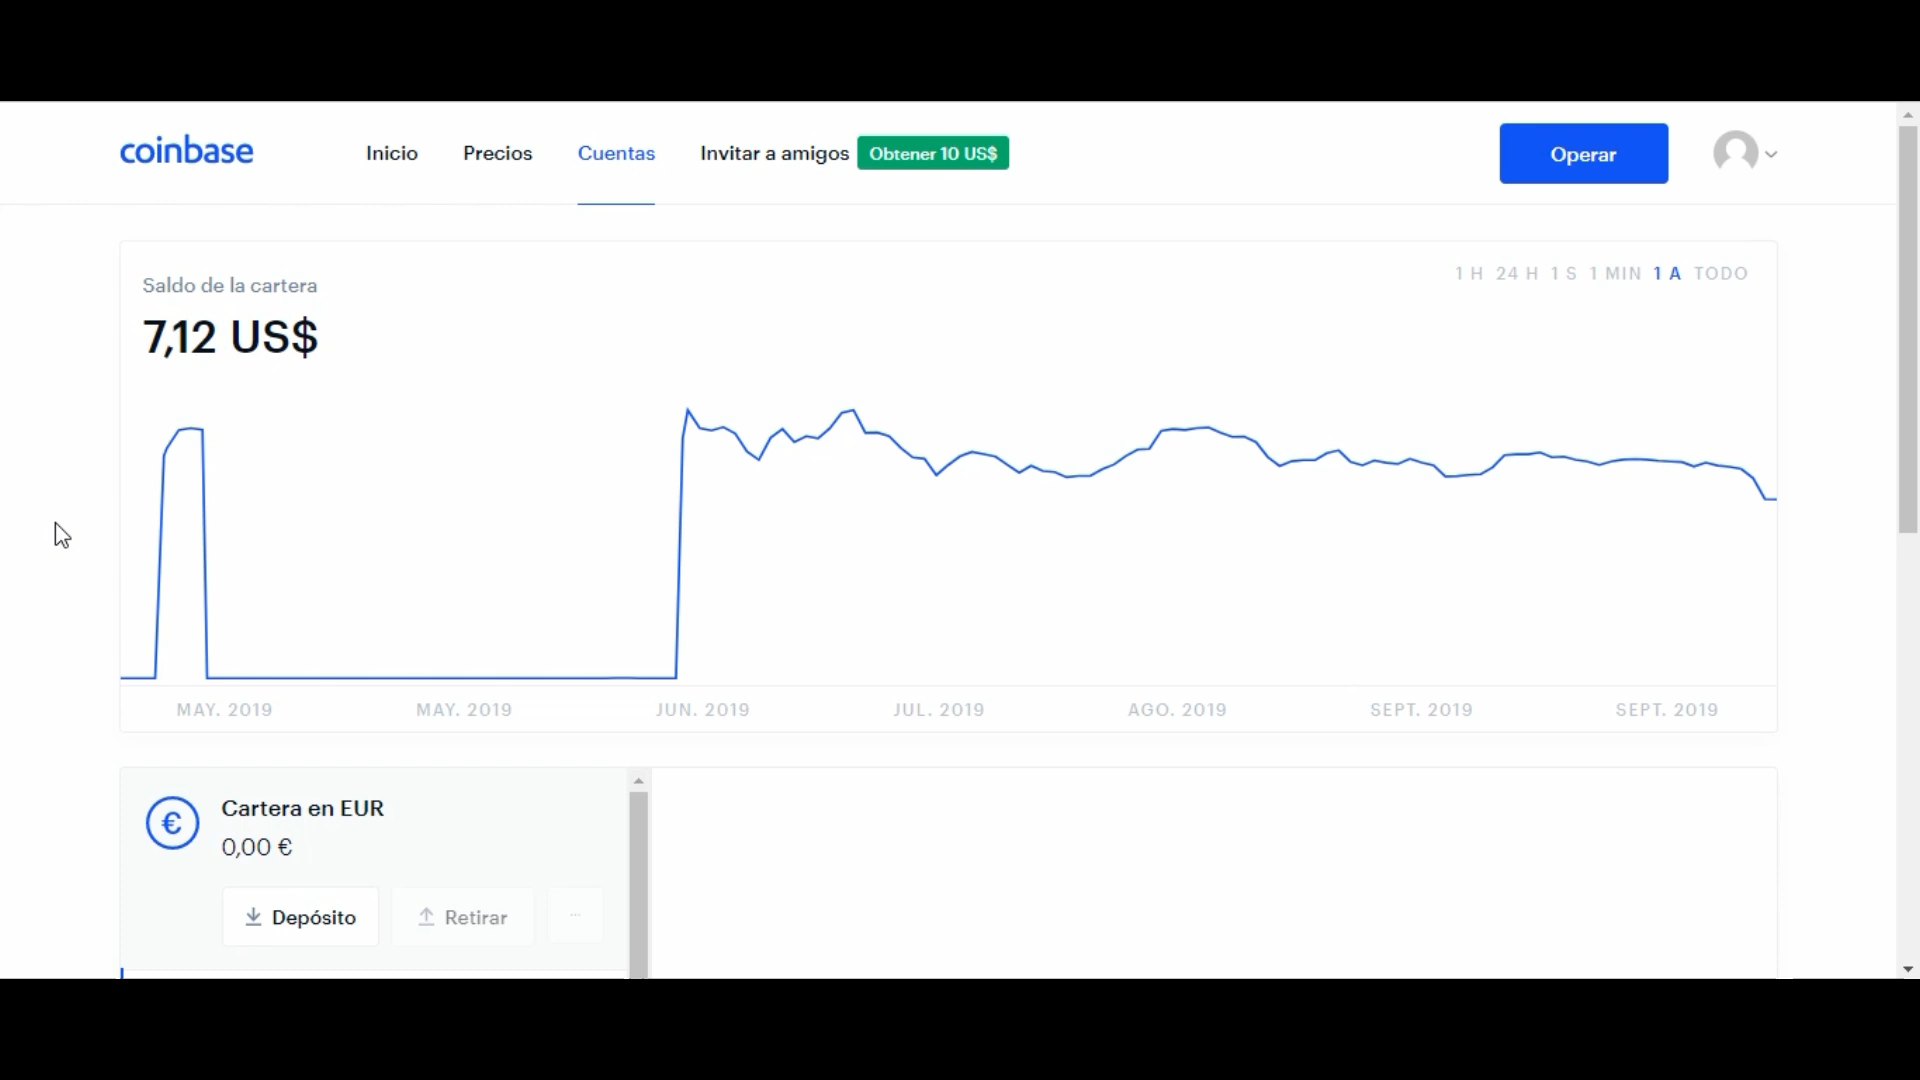 coinbase
Inicio
Precios
Cuentas
Invitar a amigos
Obtener 10 US$
Operar
Saldo de la cartera
7,12 US$
1 H 24 H 1 S 1 MIN 1 A TODO
MAY. 2019 MAY. 2019 JUN. 2019 JUL. 2019 AGO. 2019 SEPT. 2019 SEPT. 2019
€
Cartera en EUR
0,00 €
Depósito
Retirar
...